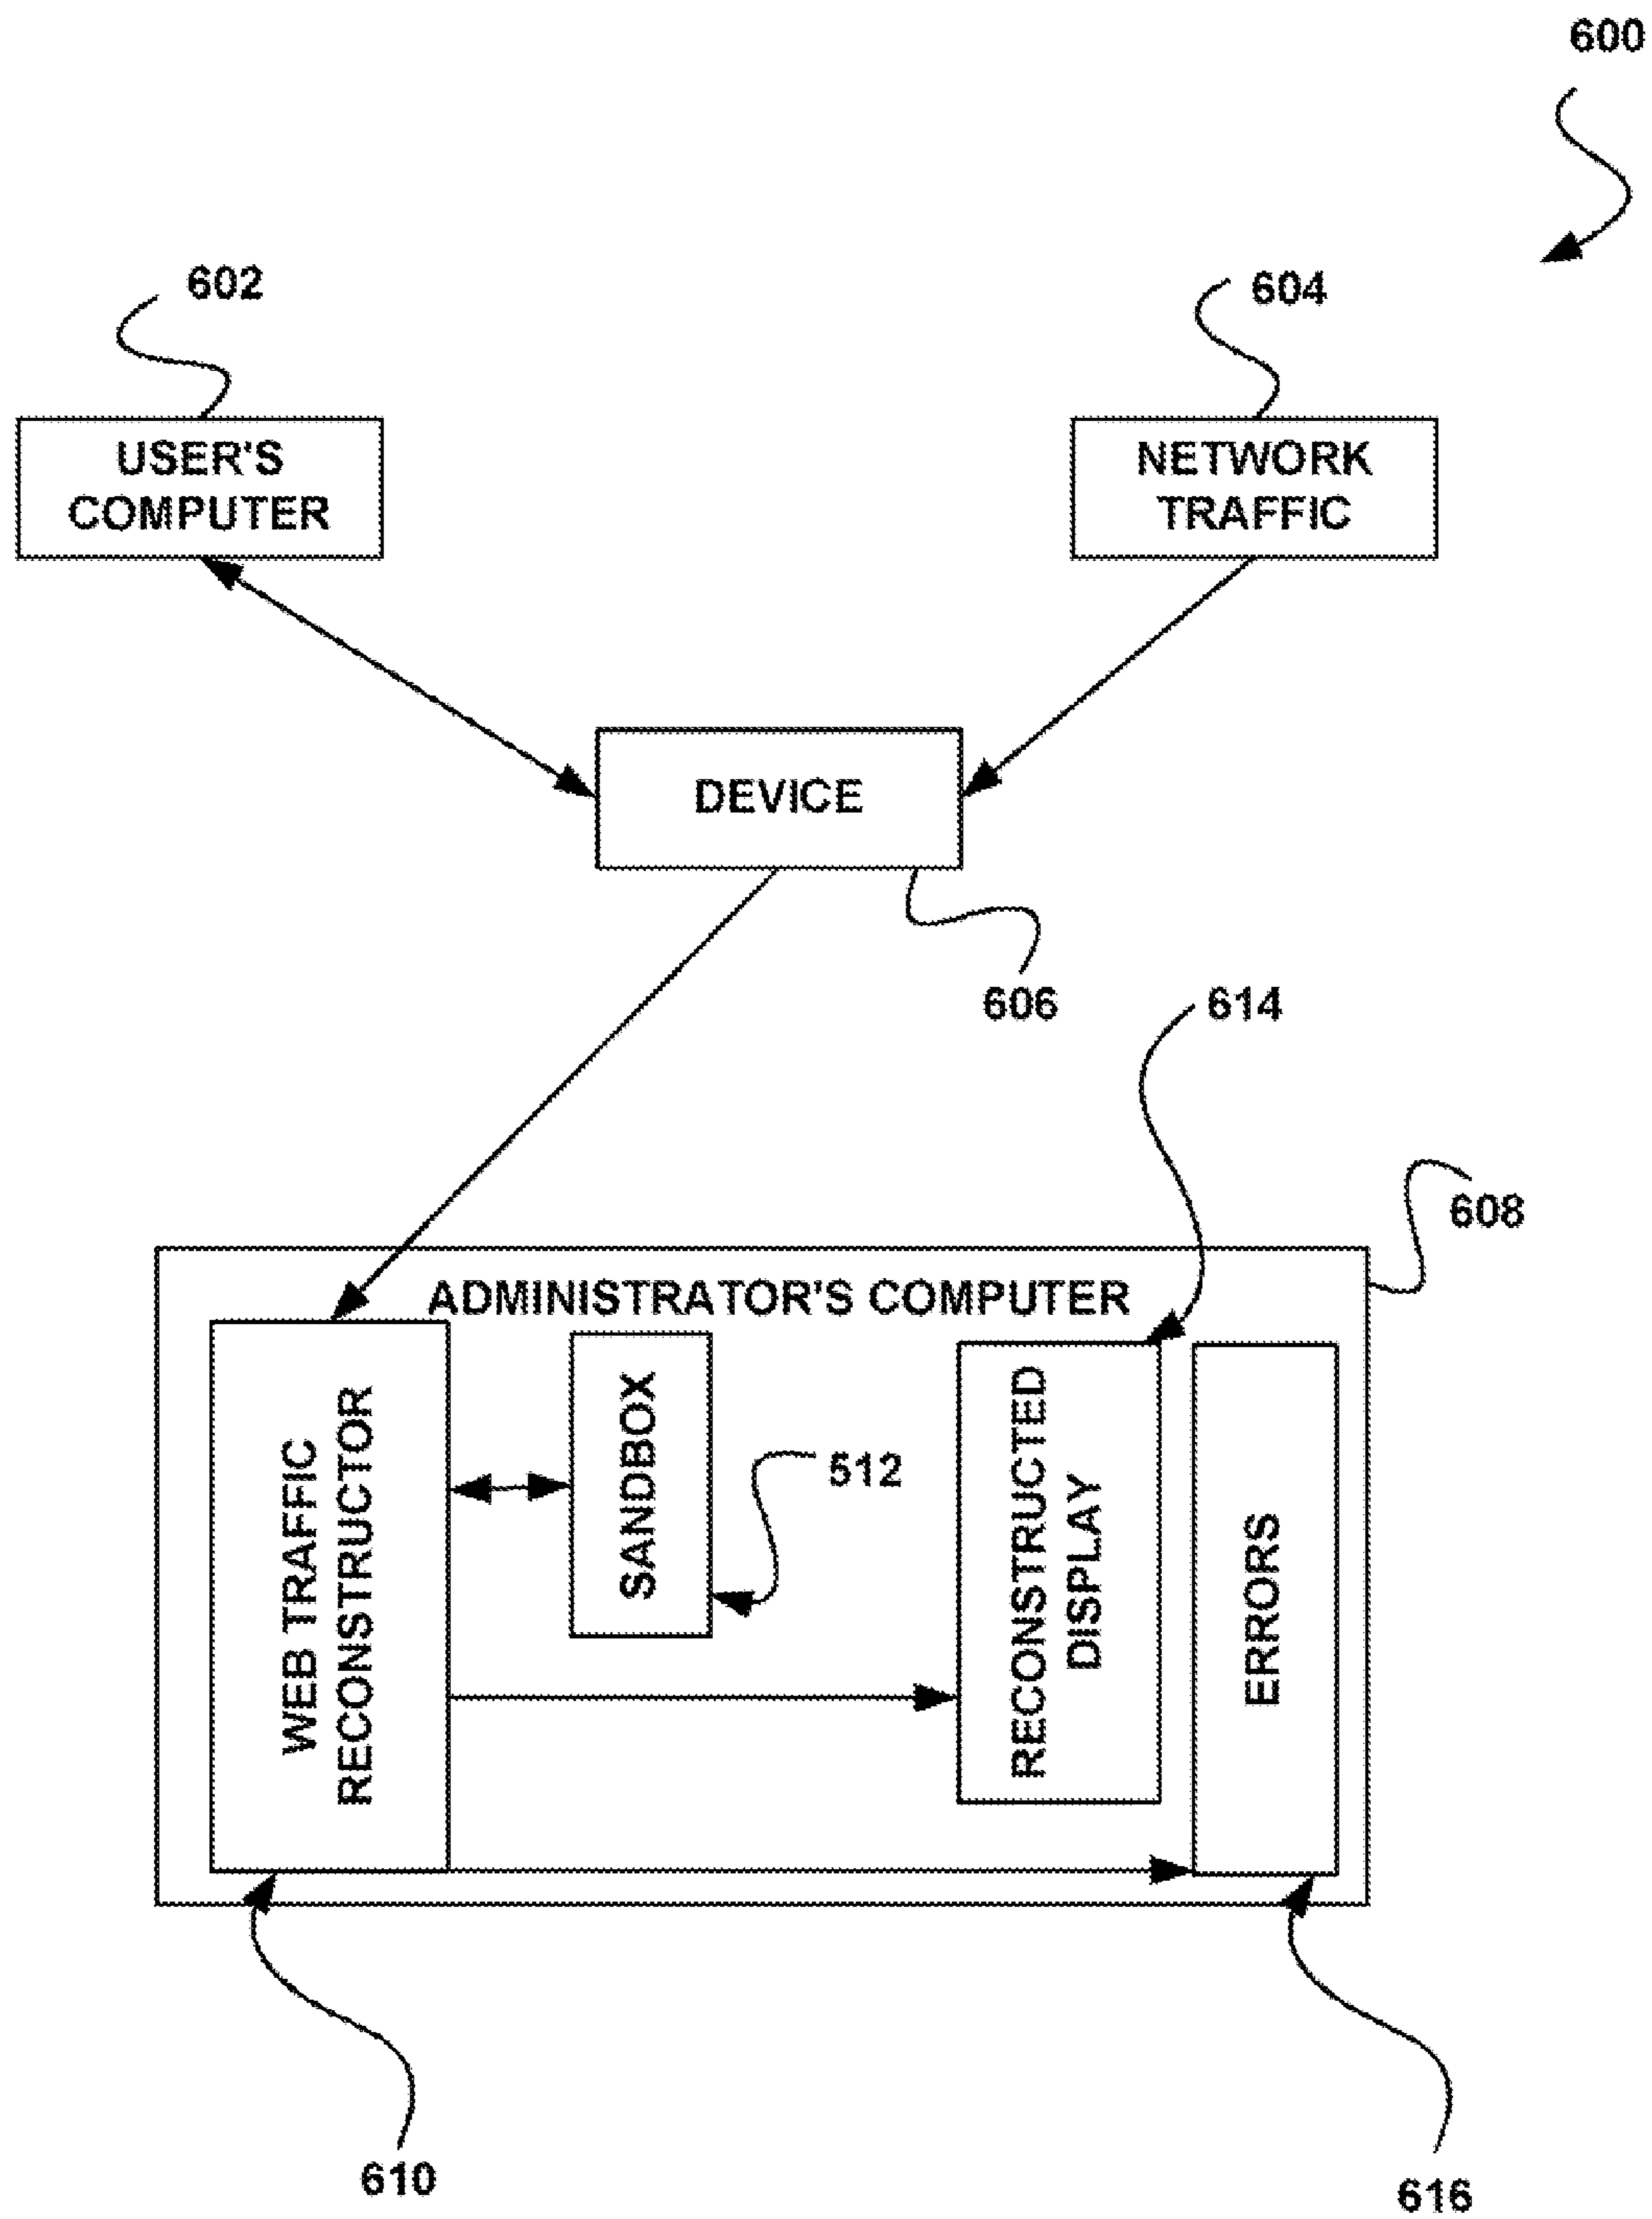 600
602
604
USER'S
COMPUTER
NETWORK
TRAFFIC
DEVICE
606
614
608
ADMINISTRATOR'S COMPUTER
WEB TRAFFIC
RECONSTRUCTOR
SANDBOX
512
RECONSTRUCTED
DISPLAY
ERRORS
610
616